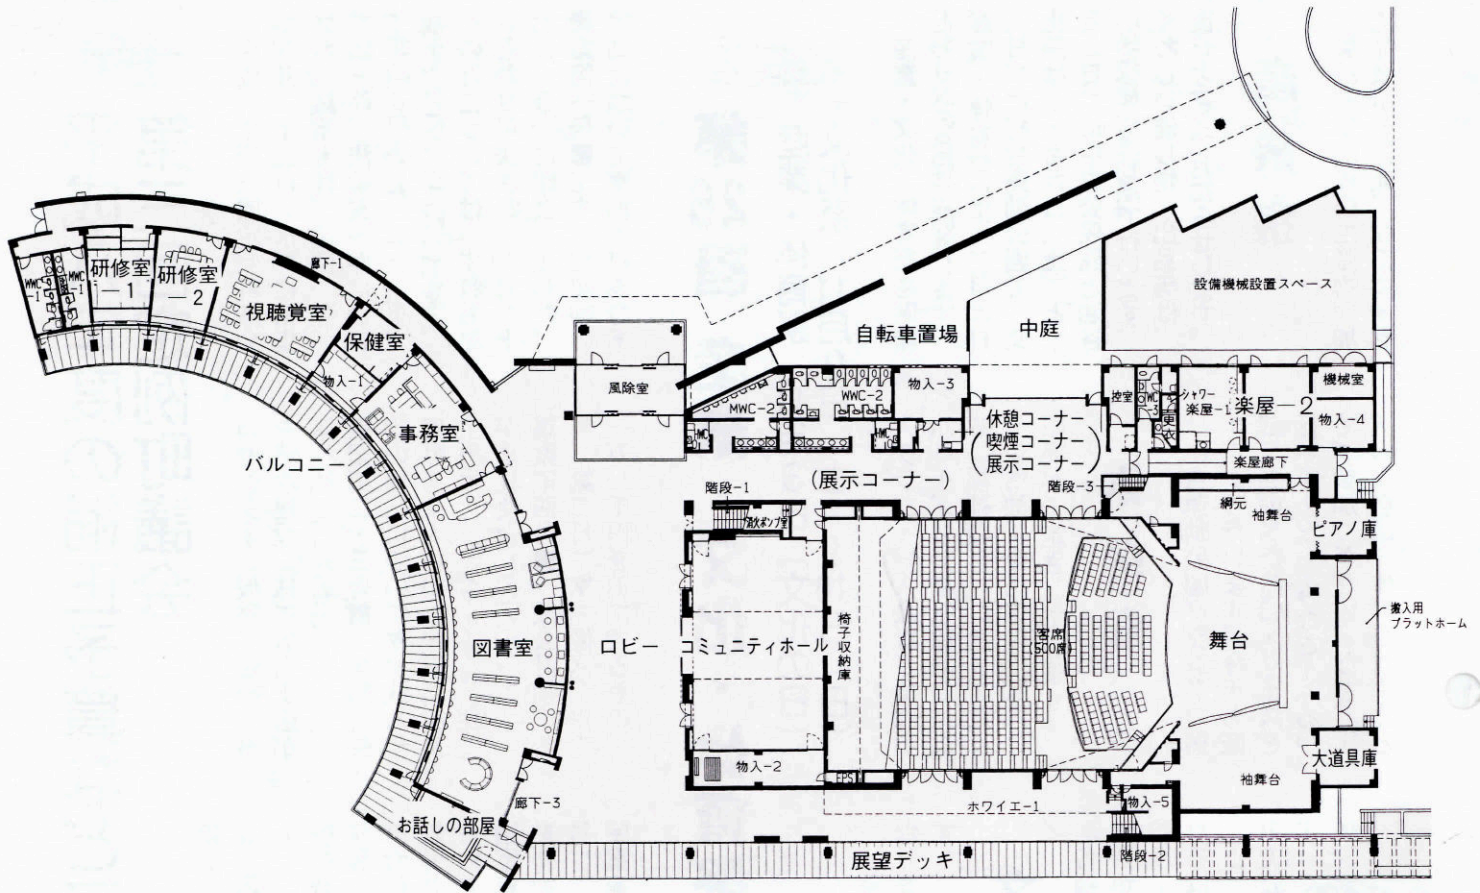 設備機械設置スペース
自転車置場
中庭
廊下-1
WWC
-1
MWC
-1
研修室
-1
研修室
-2
視聴覚室
保健室
物入-1
事務室
バルコニー
図書室
お話しの部屋
廊下-3
風除室
MWC-2
WWC-2
物入-3
休憩コーナー
喫煙コーナー
展示コーナー
(展示コーナー)
控室
WC
-3
更衣
シャワー
楽屋-1
楽屋-2
機械室
物入-4
楽屋廊下
階段-1
階段-3
綱元
袖舞台
ピアノ庫
ロビー
コミュニティホール
椅子収納庫
客席
(500席)
舞台
搬入用
プラットホーム
物入-2
EPS
ホワイエ-1
物入-5
袖舞台
大道具庫
展望デッキ
階段-2